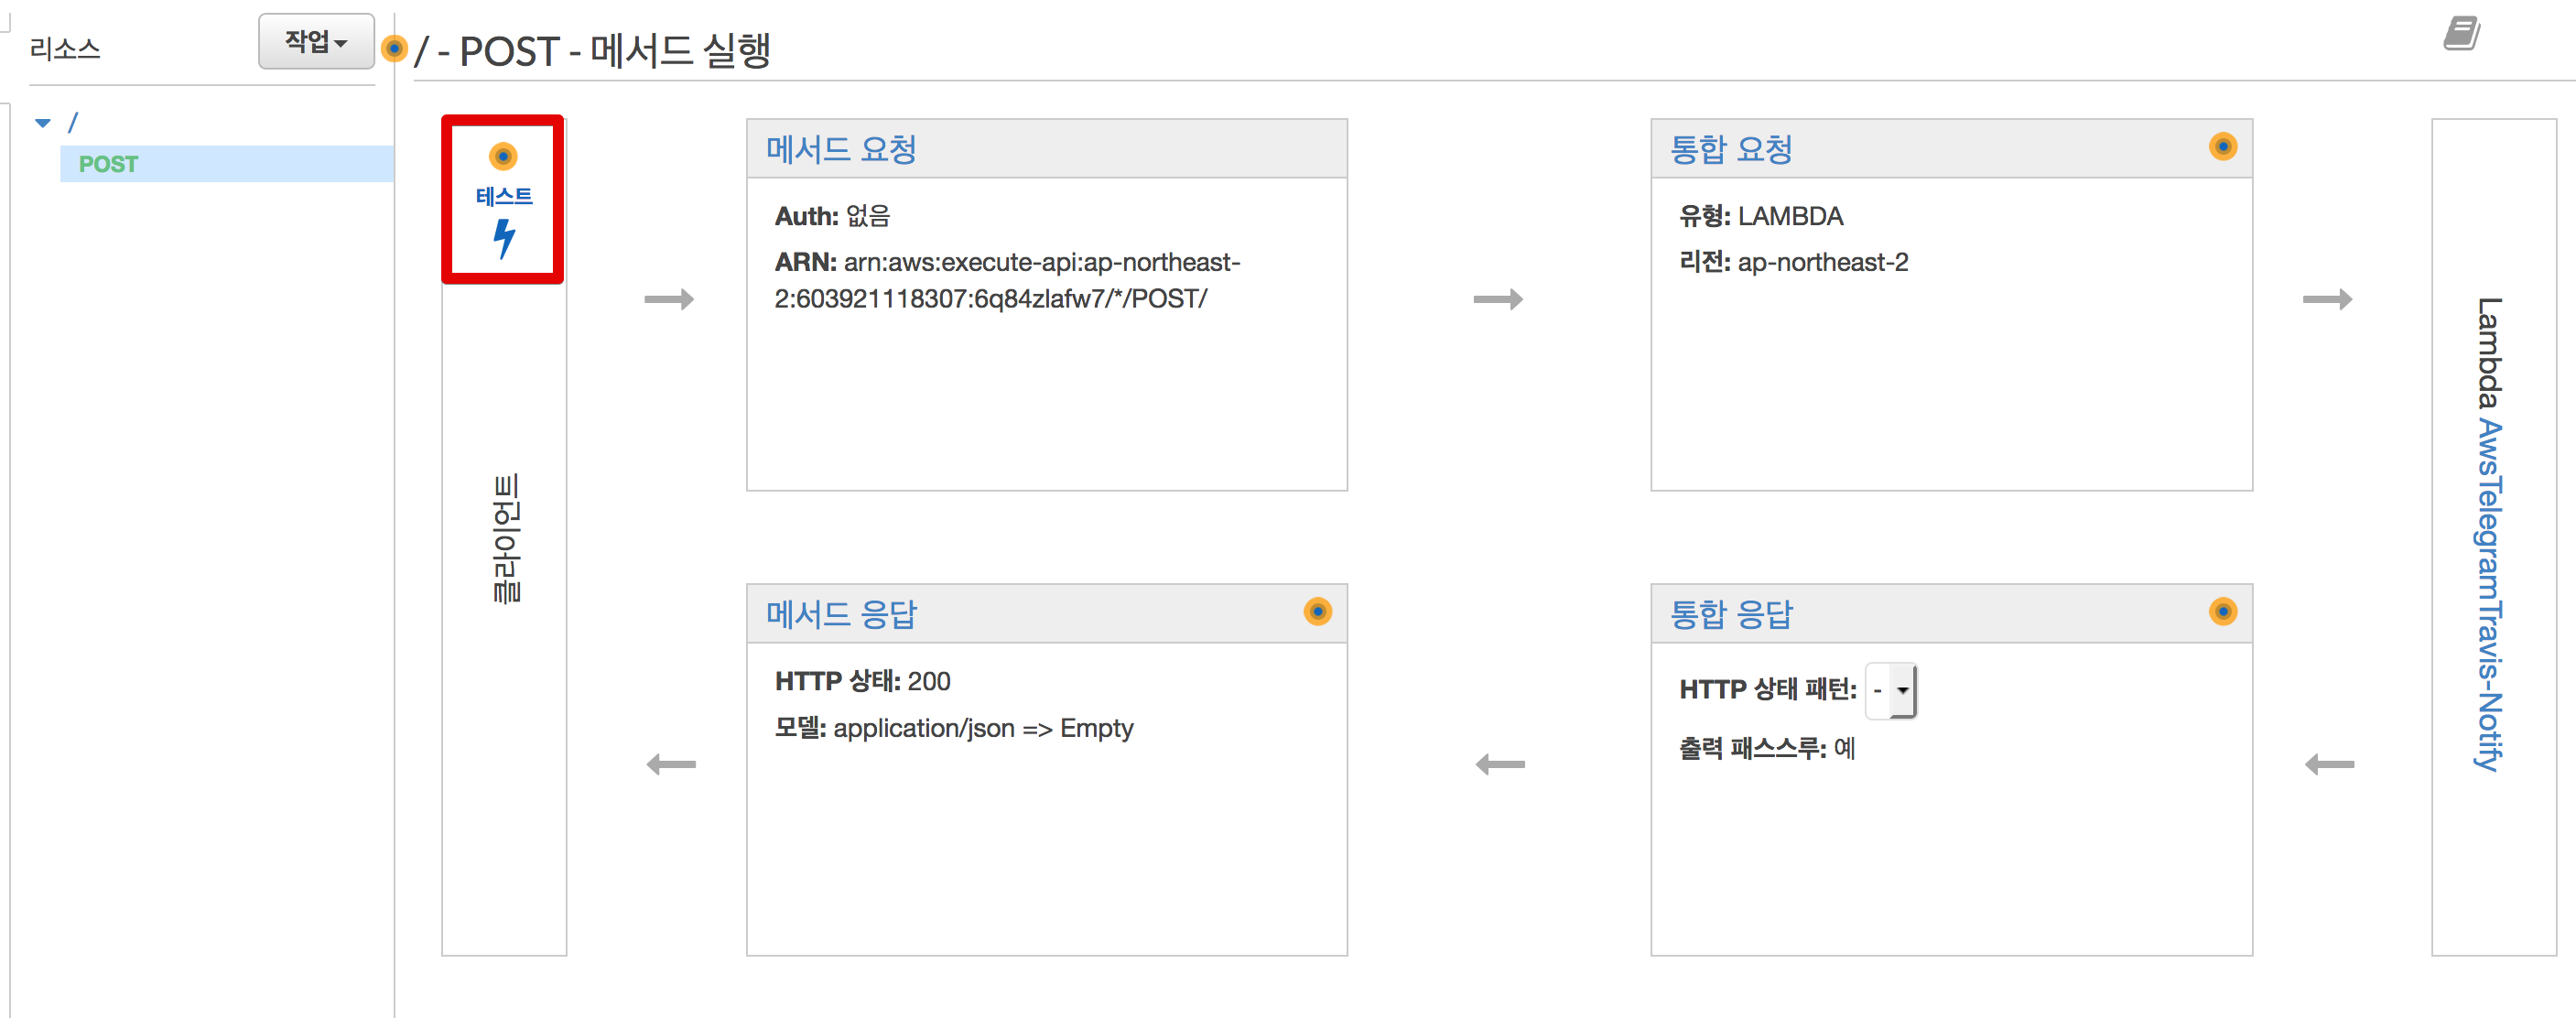 리소스
작업
/ - POST - 메서드 실행
/
POST
테스트
클라이언트
메서드 요청
Auth: 없음
ARN: arn:aws:execute-api:ap-northeast-
2:603921118307:6q84zlafw7/*/POST/
통합 요청
유형: LAMBDA
리전: ap-northeast-2
Lambda AwsTelegramTravis-Notify
메서드 응답
HTTP 상태: 200
모델: application/json => Empty
통합 응답
HTTP 상태 패턴: -
출력 패스스루: 예